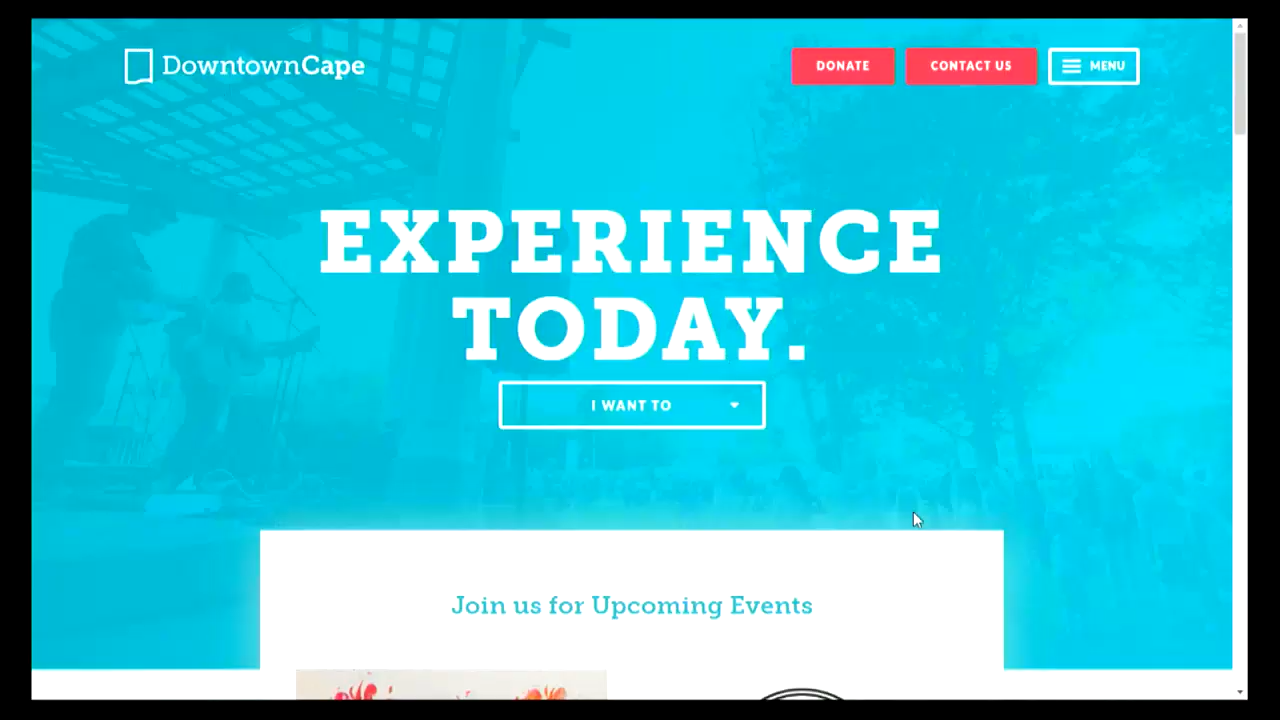 DowntownCape
DONATE
CONTACT US
MENU
EXPERIENCE
TODAY.
I WANT TO
Join us for Upcoming Events